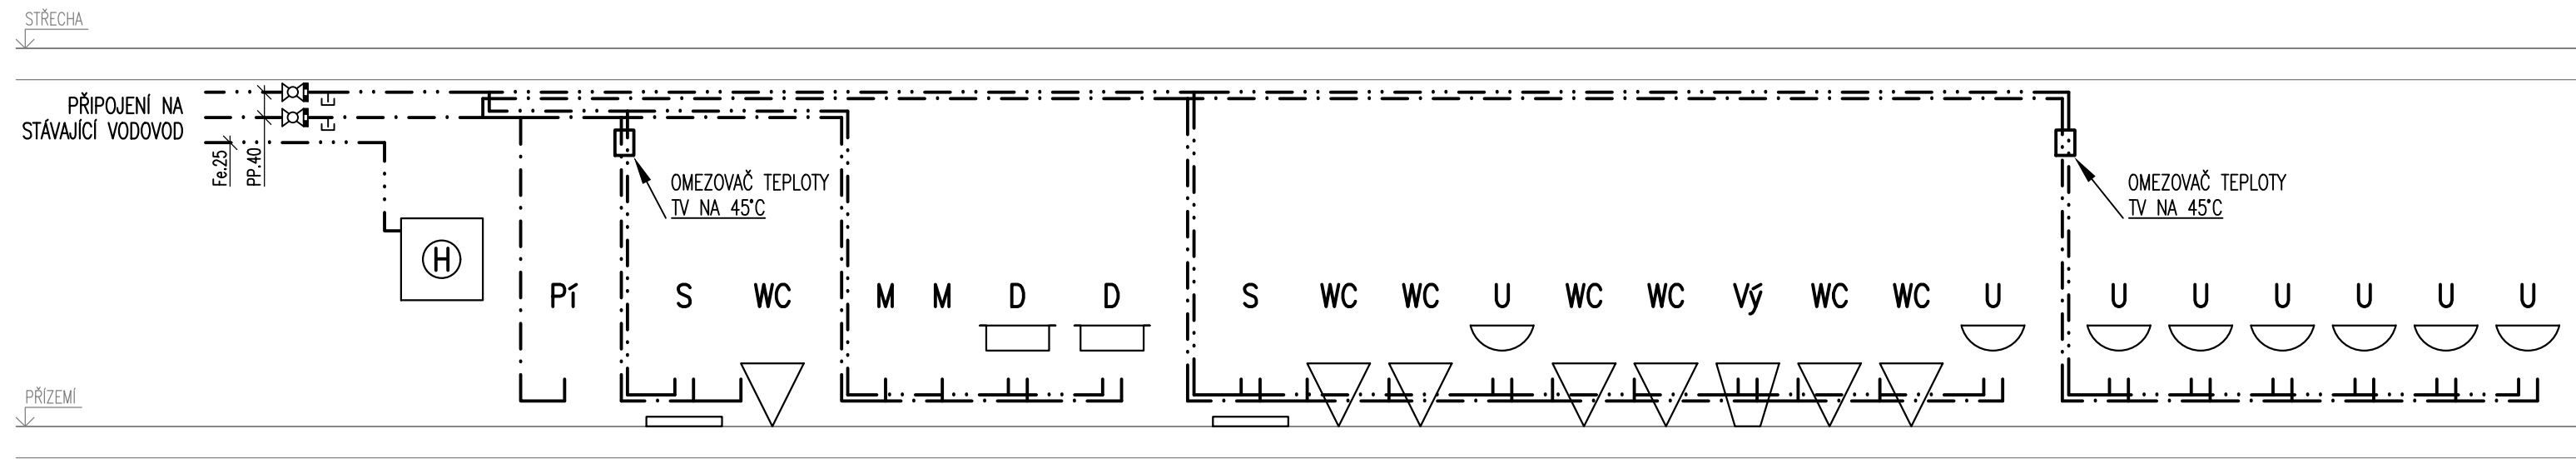 STŘECHA
PŘIPOJENÍ NA
STÁVAJÍCÍ VODOVOD
Fe.25
PP.40
OMEZOVAČ TEPLOTY
TV NA 45°C
OMEZOVAČ TEPLOTY
TV NA 45°C
H
Pí S WC M M D D S WC WC U WC WC Vý WC WC U U U U U U U
PŘÍZEMÍ